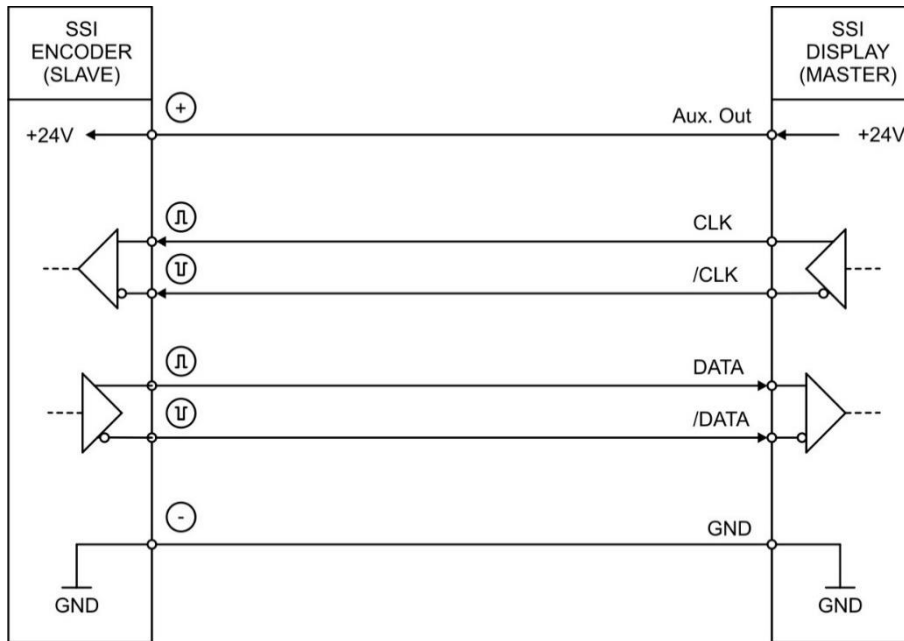 SSI
ENCODER
(SLAVE)
SSI
DISPLAY
(MASTER)
+
Aux. Out
+24V
+24V
CLK
/CLK
DATA
/DATA
-
GND
GND
GND